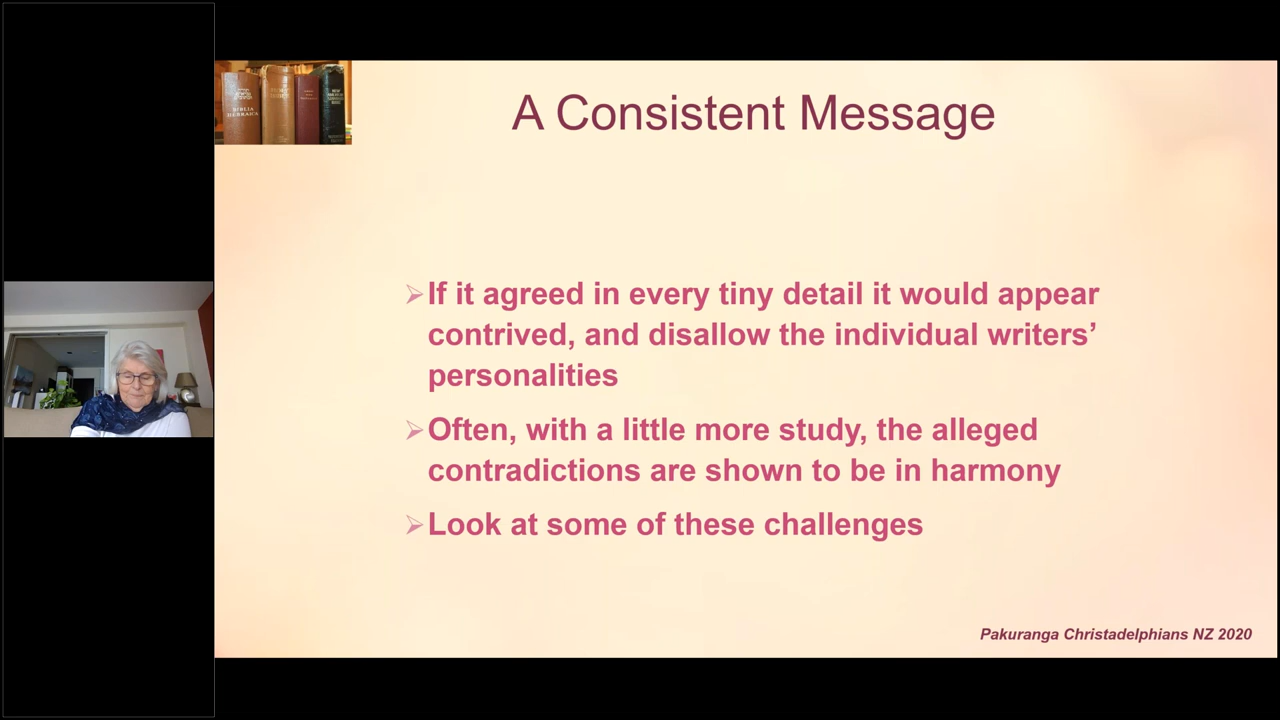 BIBLIA
HEBRAICA
A Consistent Message
➢If it agreed in every tiny detail it would appear
contrived, and disallow the individual writers’
personalities
➢Often, with a little more study, the alleged
contradictions are shown to be in harmony
➢Look at some of these challenges
Pakuranga Christadelphians NZ 2020